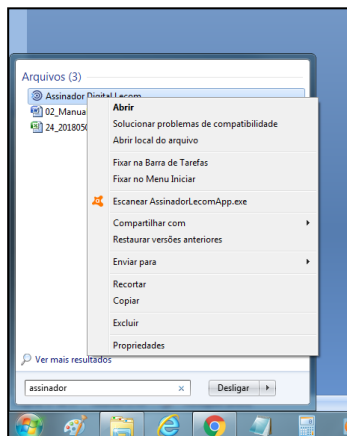 Arquivos (3)
Assinador Digital Lecom
Abrir
02_Manua
Solucionar problemas de compatibilidade
24_201805
Abrir local do arquivo
Fixar na Barra de Tarefas
Fixar no Menu Iniciar
Escanear AssinadorLecomApp.exe
Compartilhar com
Restaurar versões anteriores
Enviar para
Recortar
Copiar
Excluir
Propriedades
Ver mais resultados
assinador
Desligar